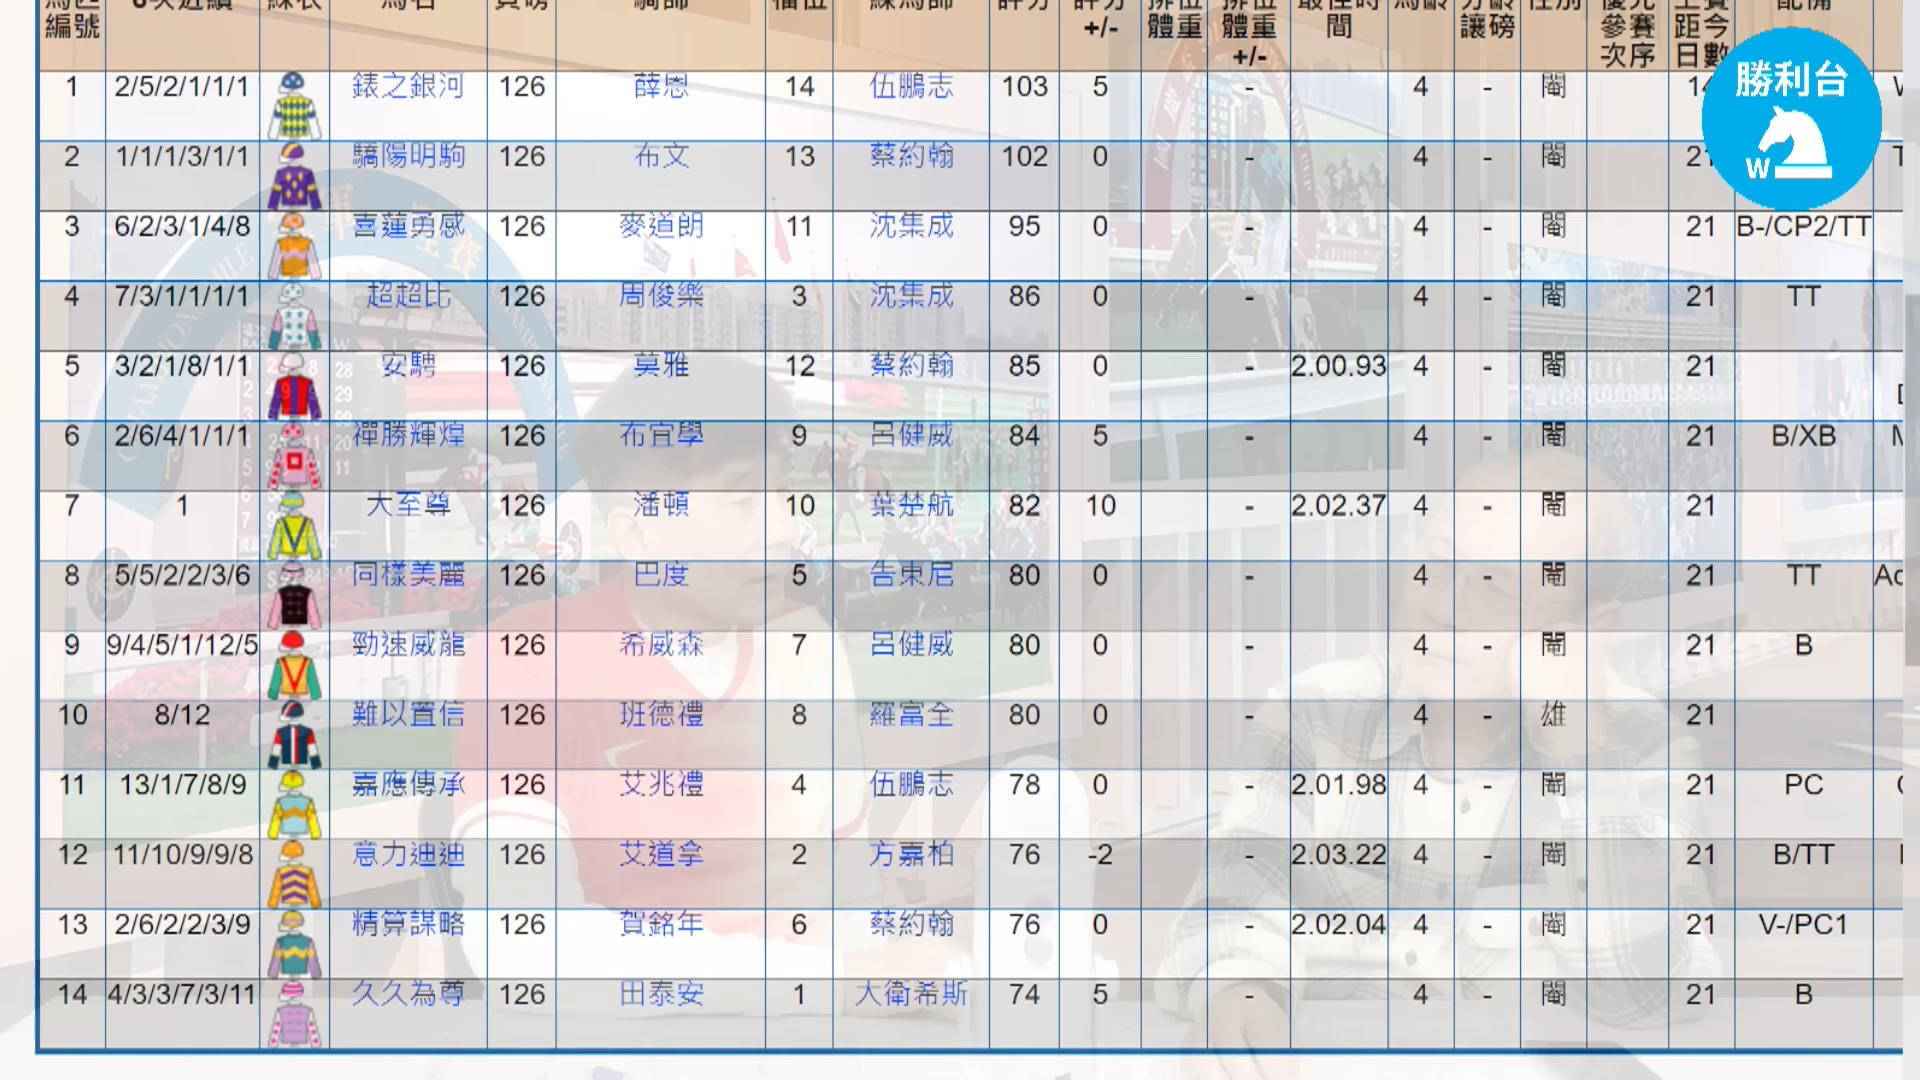 編號 +/- 體重 體重 間 讓磅 參賽 距今
+/- 次序 日數
勝利台
W
1 2/5/2/1/1/1 錶之銀河 126 薛恩 14 伍鵬志 103 5 - 4 - 閹
2 1/1/1/3/1/1 驕陽明駒 126 布文 13 蔡約翰 102 0 - 4 - 閹
3 6/2/3/1/4/8 喜蓮勇感 126 麥道朗 11 沈集成 95 0 - 4 - 閹 21 B-/CP2/TT
4 7/3/1/1/1/1 超超比 126 周俊樂 3 沈集成 86 0 - 4 - 閹 21 TT
5 3/2/1/8/1/1 安騁 126 莫雅 12 蔡約翰 85 0 - 2.00.93 4 - 閹 21
6 2/6/4/1/1/1 禪勝輝煌 126 布宜學 9 呂健威 84 5 - 4 - 閹 21 B/XB
7 1 大至尊 126 潘頓 10 葉楚航 82 10 - 2.02.37 4 - 閹 21
8 5/5/2/2/3/6 同樣美麗 126 巴度 5 告東尼 80 0 - 4 - 閹 21 TT
9 9/4/5/1/12/5 勁速威龍 126 希威森 7 呂健威 80 0 - 4 - 閹 21 B
10 8/12 難以置信 126 班德禮 8 羅富全 80 0 - 4 - 雄 21
11 13/1/7/8/9 嘉應傳承 126 艾兆禮 4 伍鵬志 78 0 - 2.01.98 4 - 閹 21 PC
12 11/10/9/9/8 意力迪迪 126 艾道拿 2 方嘉柏 76 -2 - 2.03.22 4 - 閹 21 B/TT
13 2/6/2/2/3/9 精算謀略 126 賀銘年 6 蔡約翰 76 0 - 2.02.04 4 - 閹 21 V-/PC1
14 4/3/3/7/3/11 久久為尊 126 田泰安 1 大衛希斯 74 5 - 4 - 閹 21 B